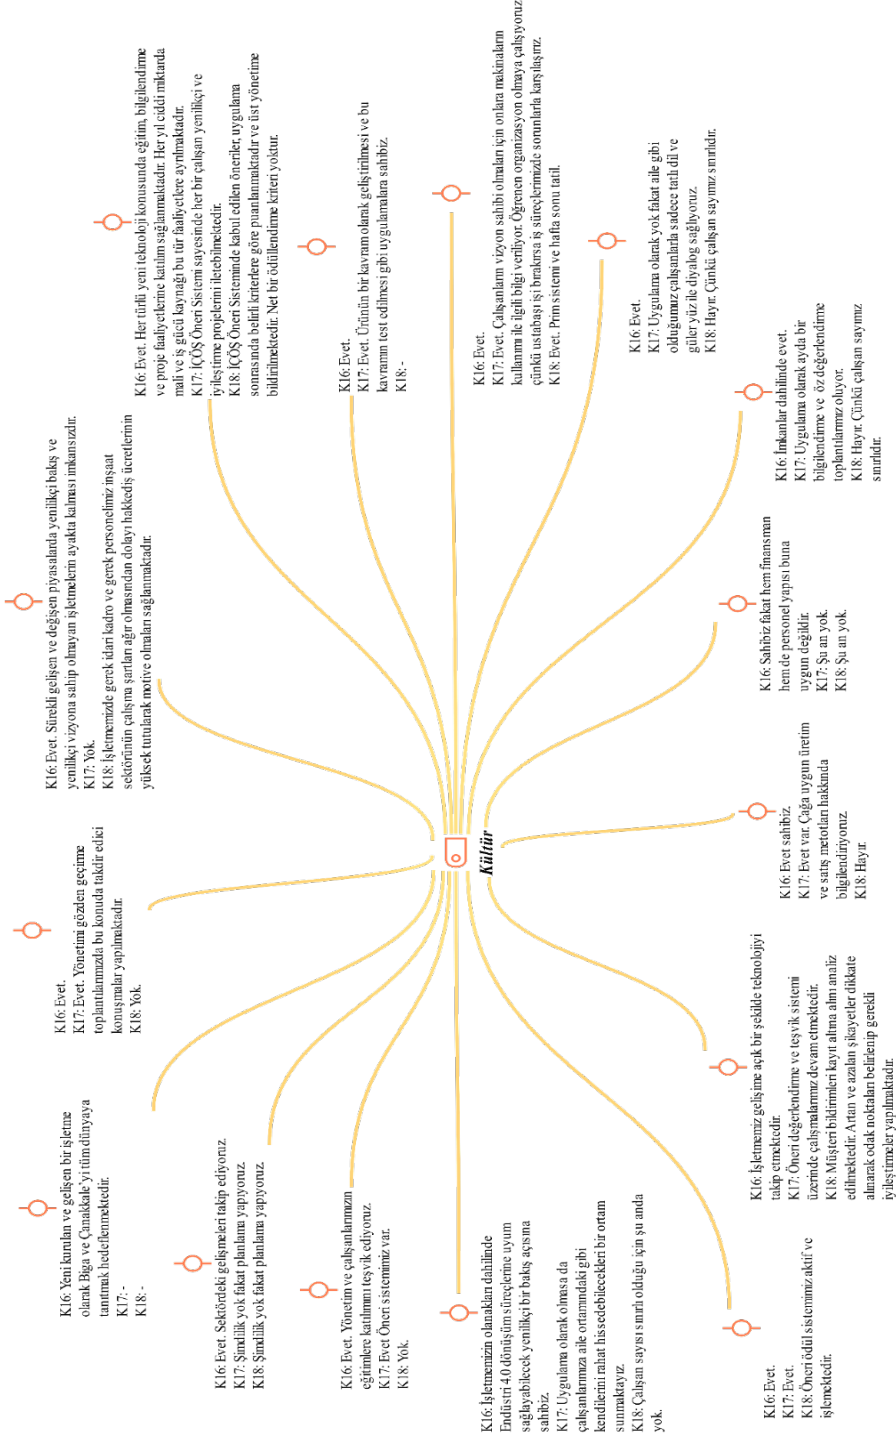 K16: Yeni kurulan ve gelişen bir işletme
olarak Biga ve Çanakkale'yi tüm dünyaya
tanıtmak hedeflenmektedir.
K17: -
K18: -
K16: Evet.
K17: Evet. Yönetimi gözden geçirme
toplantılarımızda bu konuda takdir edici
konuşmalar yapılmaktadır.
K18: Yok.
K16: Evet. Sürekli gelişen ve değişen piyasalarda yenilikçi bakış ve
yenilikçi vizyona sahip olmayan işletmelerin ayakta kalması imkansızdır.
K17: Yok.
K18: İşletmemizde gerek idari kadro ve gerek personelimiz inşaat
sektörünün çalışma şartları ağır olmasından dolayı hakkediş ücretlerinin
yüksek tutularak motive olmaları sağlanmaktadır.
K16: Evet. Her türlü yeni teknoloji konusunda eğitim, bilgilendirme
ve proje faaliyetlerine katılım sağlanmaktadır. Her yıl ciddi miktarda
mali ve iş gücü kaynağı bu tür faaliyetlere ayrılmaktadır.
K17: İÇÖŞ Öneri Sistemi sayesinde her bir çalışan yenilikçi ve
iyileştirme projelerini iletebilmektedir.
K18: İÇÖŞ Öneri Sisteminde kabul edilen öneriler, uygulama
sonrasında belirli kriterlere göre puanlanmaktadır ve üst yönetime
bildirilmektedir. Net bir ödüllendirme kriteri yoktur.
K16: Evet. Sektördeki gelişmeleri takip ediyoruz.
K17: Şimdilik yok fakat planlama yapıyoruz.
K18: Şimdilik yok fakat planlama yapıyoruz.
K16: Evet.
K17: Evet. Ürünün bir kavram olarak geliştirilmesi ve bu
kavramın test edilmesi gibi uygulamalara sahibiz.
K18: -
K16: Evet. Yönetim ve çalışanlarımızın
eğitimlere katılımını teşvik ediyoruz.
K17: Evet Öneri sistemimiz var.
K18: Yok.
K16: Evet.
K17: Evet. Çalışanların vizyon sahibi olmaları için onlara makinaların
kullanımı ile ilgili bilgi veriliyor. Öğrenen organizasyon olmaya çalışıyoruz
çünkü ustabaşı işi bırakırsa iş süreçlerimizde sorunlarla karşılaşırız.
K18: Evet. Prim sistemi ve hafta sonu tatil.
Kültür
K16: İşletmemizin olanakları dahilinde
Endüstri 4.0 dönüşüm süreçlerine uyum
sağlayabilecek yenilikçi bir bakış açısına
sahibiz.
K17: Uygulama olarak olmasa da
çalışanlarımıza aile ortamındaki gibi
kendilerini rahat hissedebilecekleri bir ortam
sunmaktayız.
K18: Çalışan sayısı sınırlı olduğu için şu anda
yok.
K16: Evet.
K17: Uygulama olarak yok fakat aile gibi
olduğumuz çalışanlarla sadece tatlı dil ve
güler yüz ile diyalog sağlıyoruz.
K18: Hayır. Çünkü çalışan sayımız sınırlıdır.
K16: Evet.
K17: Evet.
K18: Öneri ödül sistemimiz aktif ve
işlemektedir.
K16: İşletmemiz gelişime açık bir şekilde teknolojiyi
takip etmektedir.
K17: Öneri değerlendirme ve teşvik sistemi
üzerinde çalışmalarımız devam etmektedir.
K18: Müşteri bildirimleri kayıt altına alını analiz
edilmektedir. Artan ve azalan şikayetler dikkate
alınarak odak noktaları belirlenip gerekli
iyileştirmeler yapılmaktadır.
K16: Evet sahibiz.
K17: Evet var. Çağa uygun üretim
ve satış metotları hakkında
bilgilendiriyoruz.
K18: Hayır.
K16: Sahibiz fakat hem finansman
hem de personel yapısı buna
uygun değildir.
K17: Şu an yok.
K18: Şu an yok.
K16: İmkanlar dahilinde evet.
K17: Uygulama olarak ayda bir
bilgilendirme ve öz değerlendirme
toplantılarımız oluyor.
K18: Hayır. Çünkü çalışan sayımız
sınırlıdır.